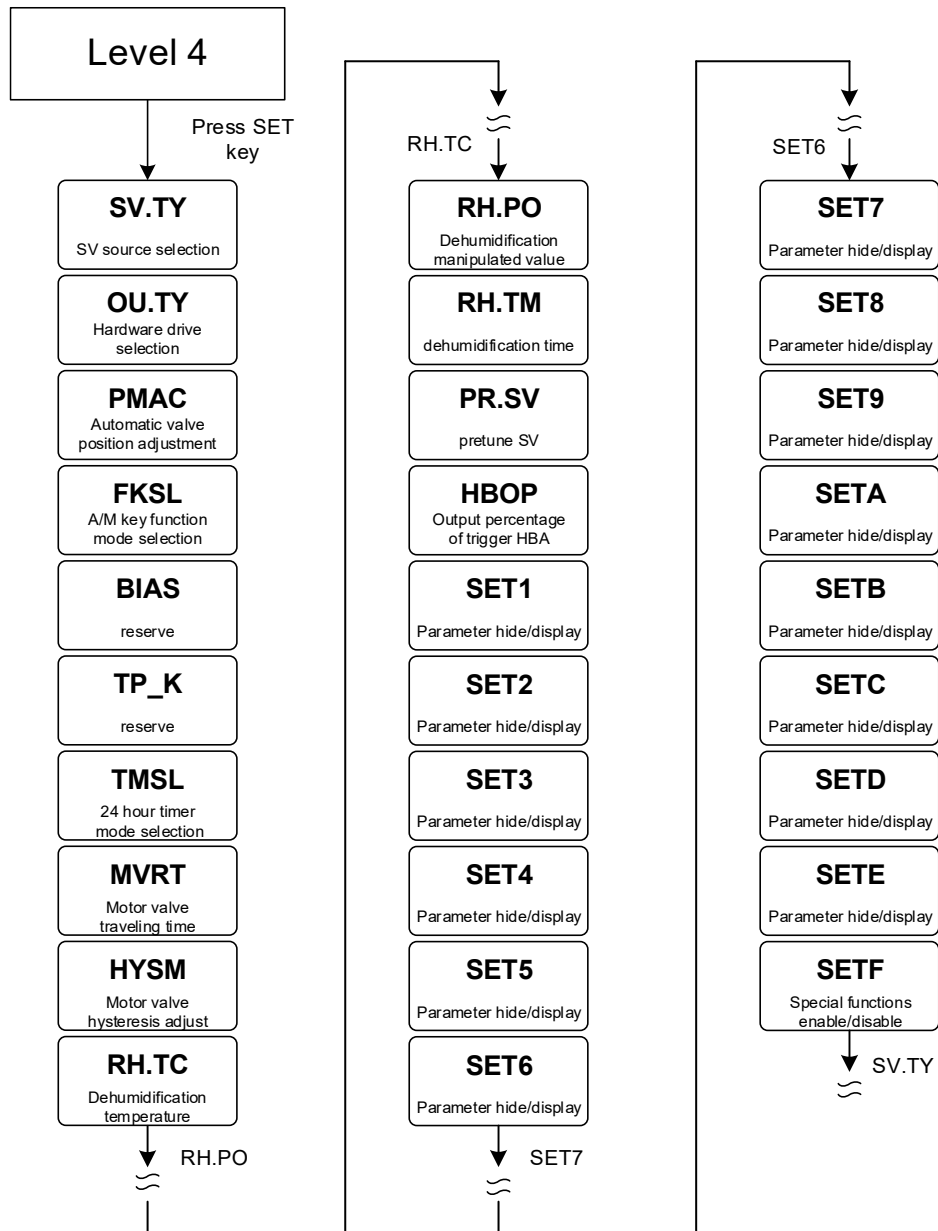 Level 4
Press SET
key
SV.TY
SV source selection
OU.TY
Hardware drive
selection
PMAC
Automatic valve
position adjustment
FKSL
A/M key function
mode selection
BIAS
reserve
TP_K
reserve
TMSL
24 hour timer
mode selection
MVRT
Motor valve
traveling time
HYSM
Motor valve
hysteresis adjust
RH.TC
Dehumidification
temperature
RH.PO
RH.TC
RH.PO
Dehumidification
manipulated value
RH.TM
dehumidification time
PR.SV
pretune SV
HBOP
Output percentage
of trigger HBA
SET1
Parameter hide/display
SET2
Parameter hide/display
SET3
Parameter hide/display
SET4
Parameter hide/display
SET5
Parameter hide/display
SET6
Parameter hide/display
SET7
SET6
SET7
Parameter hide/display
SET8
Parameter hide/display
SET9
Parameter hide/display
SETA
Parameter hide/display
SETB
Parameter hide/display
SETC
Parameter hide/display
SETD
Parameter hide/display
SETE
Parameter hide/display
SETF
Special functions
enable/disable
SV.TY